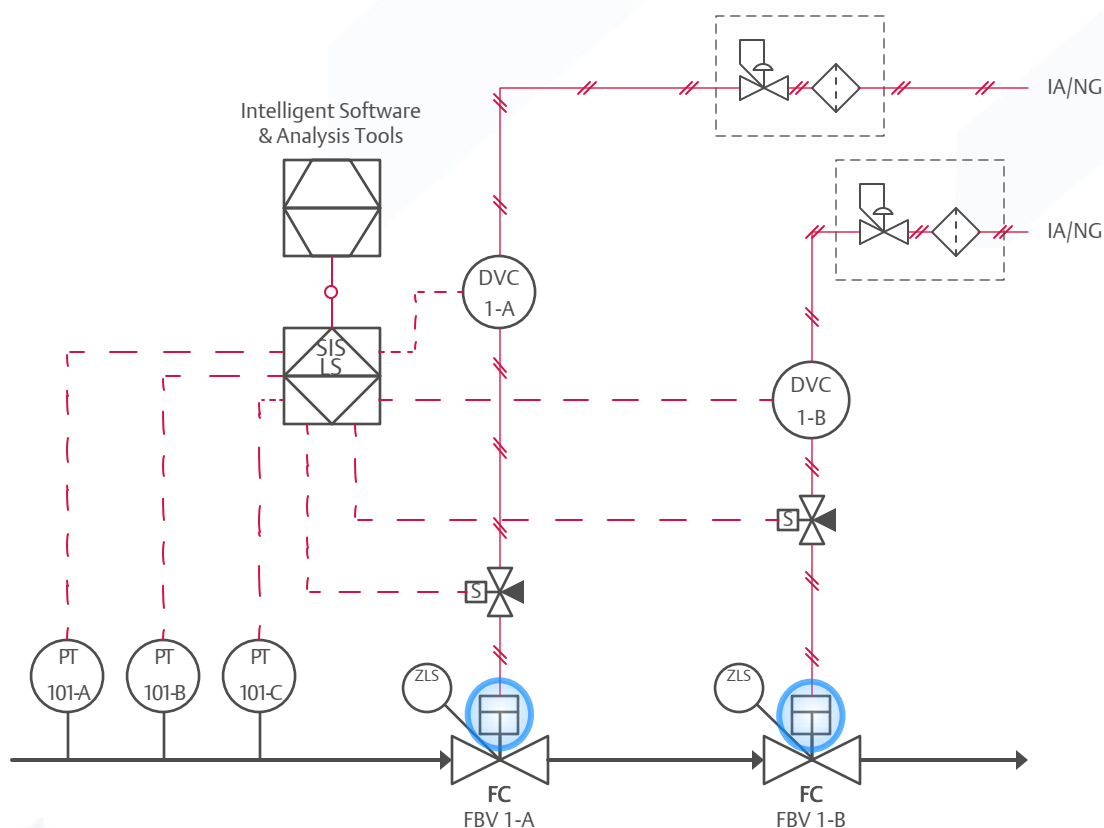 IA/NG
Intelligent Software
& Analysis Tools
IA/NG
DVC
1-A
SIS
LS
DVC
1-B
S
S
PT
101-A
PT
101-B
PT
101-C
ZLS
ZLS
FC
FBV 1-A
FC
FBV 1-B